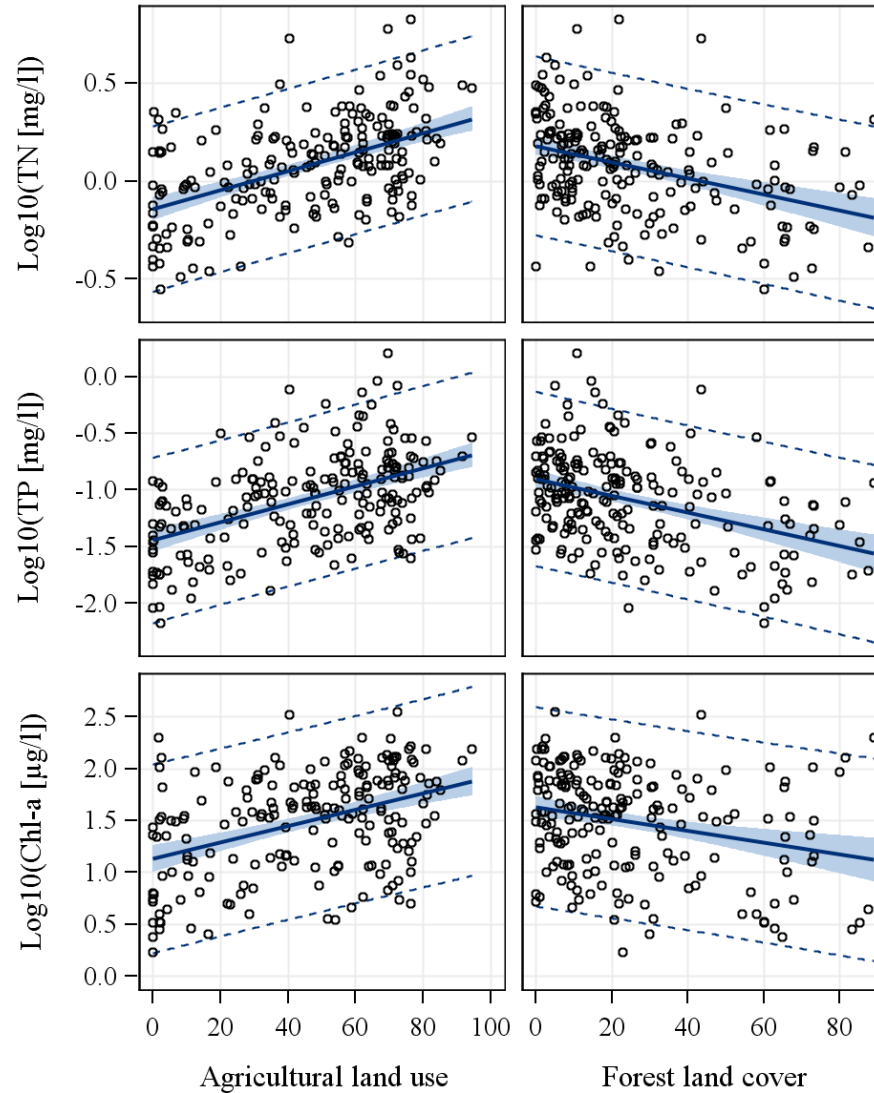 Log10(TN [mg/l])
0.5
0.0
-0.5
Log10(TP [mg/l])
0.0
-0.5
-1.0
-1.5
-2.0
Log10(Chl-a [µg/l])
2.5
2.0
1.5
1.0
0.5
0.0
0 20 40 60 80 100
0 20 40 60 80
Agricultural land use
Forest land cover